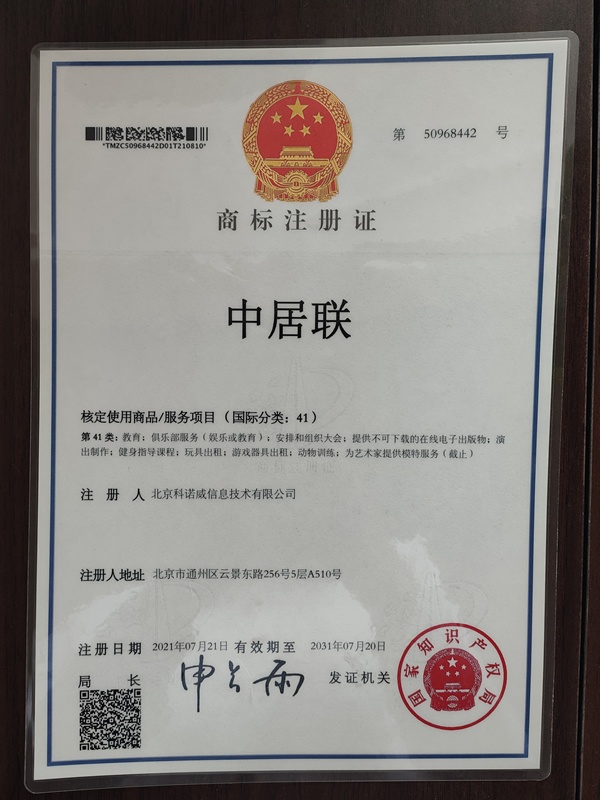 *TMZC50968442D01T210810*
第 50968442 号
商标注册证
中居联
核定使用商品/服务项目(国际分类:41)
第41类:教育;俱乐部服务(娱乐或教育);安排和组织大会;提供不可下载的在线电子出版物;演
出制作;健身指导课程;玩具出租;游戏器具出租;动物训练;为艺术家提供模特服务(截止)
注册人 北京科诺威信息技术有限公司
注册人地址 北京市通州区云景东路256号5层A510号
注册日期 2021年07月21日 有效期至 2031年07月20日
局长 申长雨 发证机关
国家知识产权局